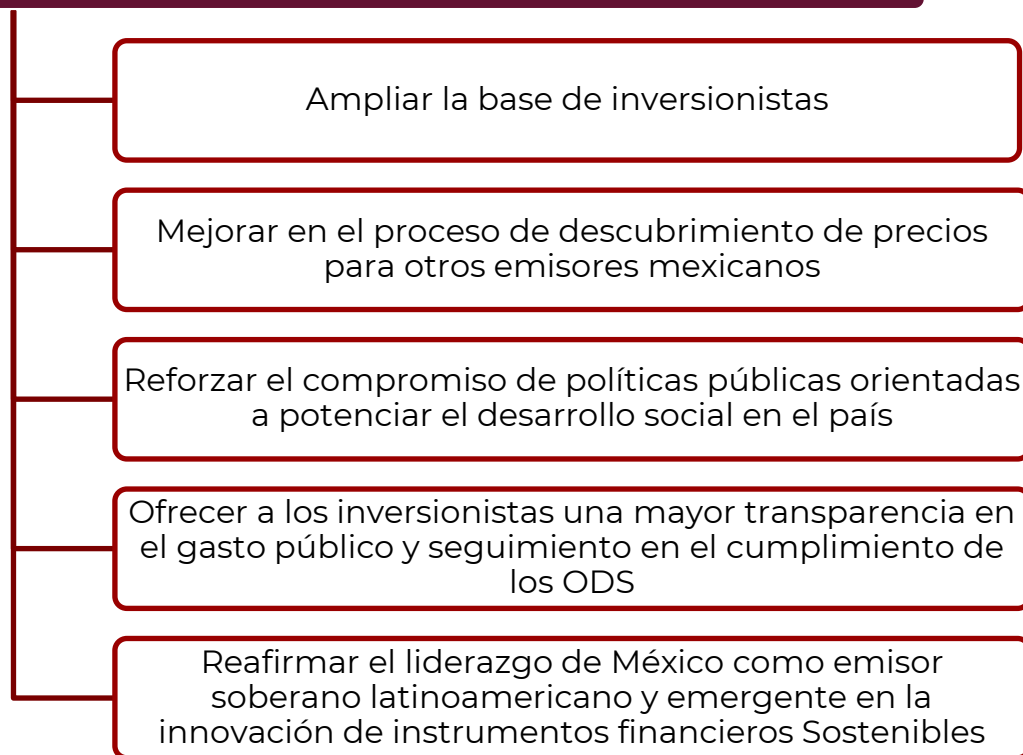 Ampliar la base de inversionistas
Mejorar en el proceso de descubrimiento de precios
para otros emisores mexicanos
Reforzar el compromiso de políticas públicas orientadas
a potenciar el desarrollo social en el país
Ofrecer a los inversionistas una mayor transparencia en
el gasto público y seguimiento en el cumplimiento de
los ODS
Reafirmar el liderazgo de México como emisor
soberano latinoamericano y emergente en la
innovación de instrumentos financieros Sostenibles